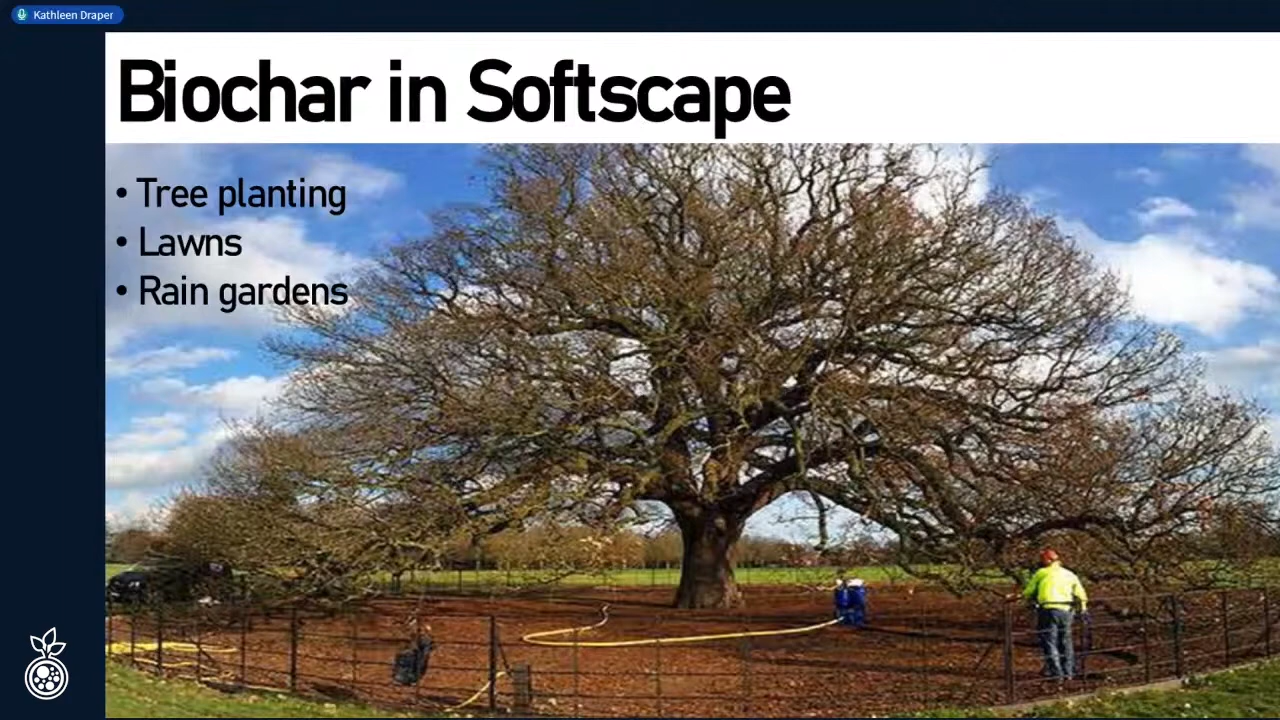 Kathleen Draper
Biochar in Softscape
• Tree planting
• Lawns
• Rain gardens